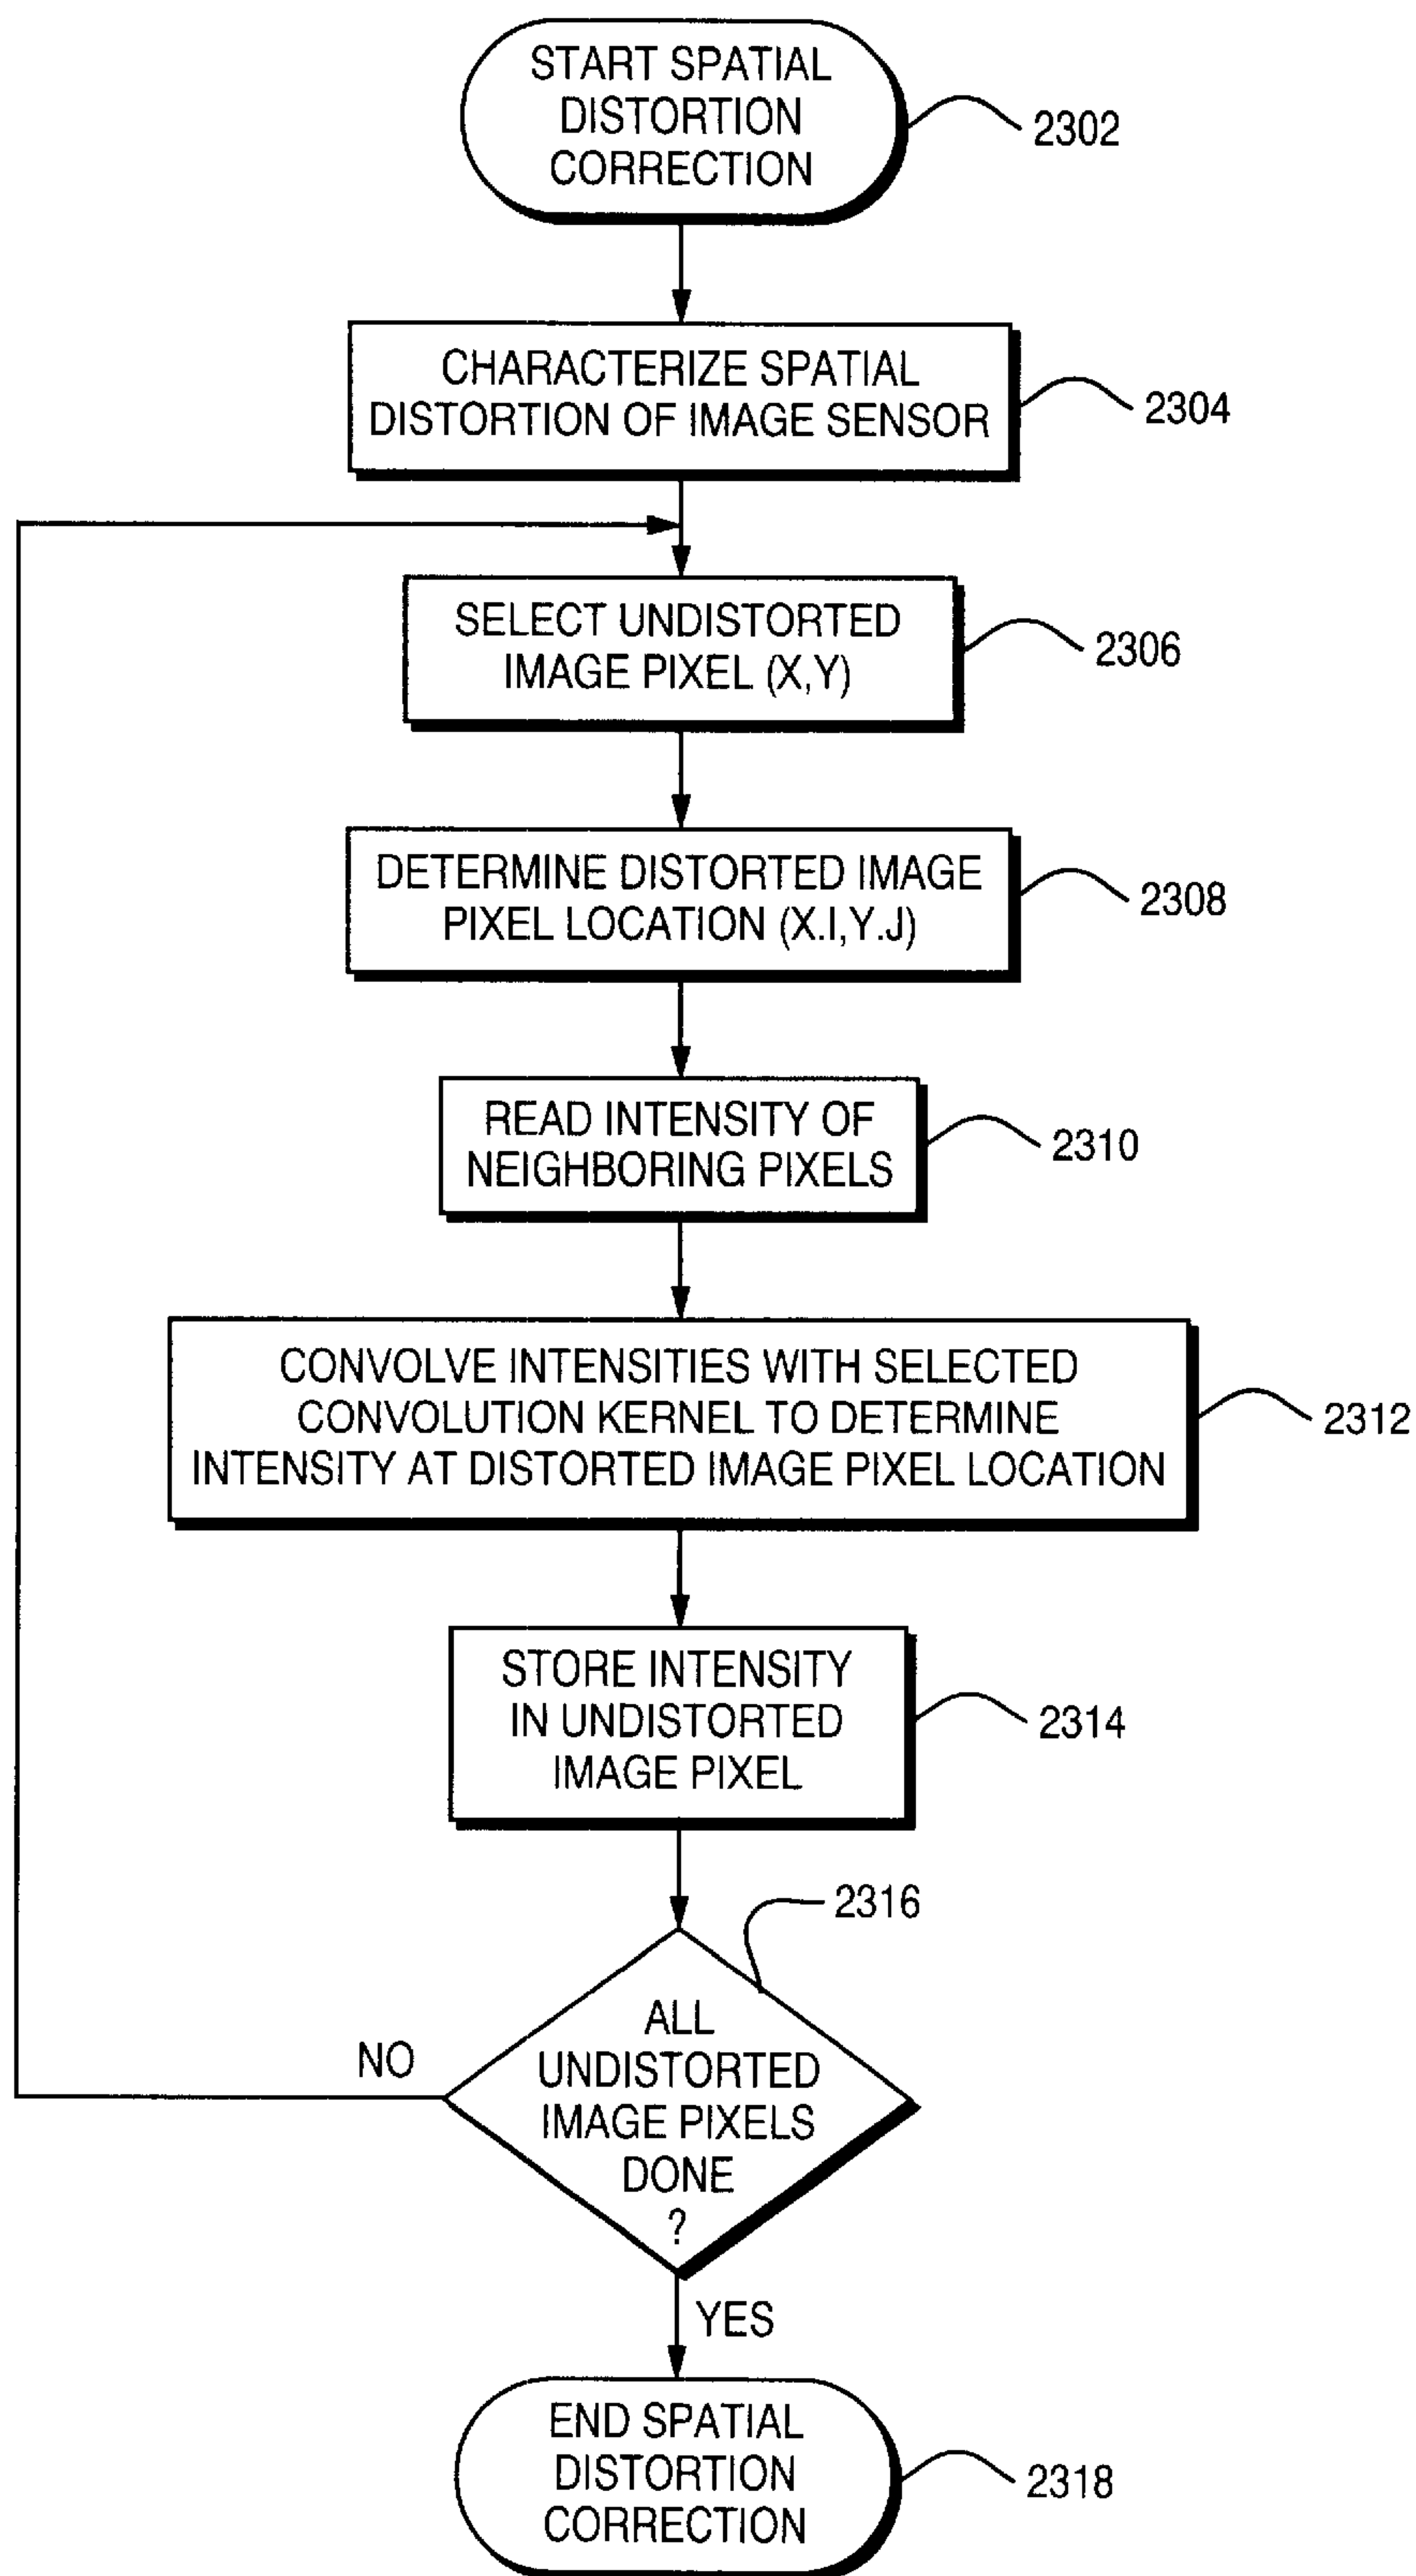 START SPATIAL
DISTORTION
CORRECTION
2302
CHARACTERIZE SPATIAL
DISTORTION OF IMAGE SENSOR
2304
SELECT UNDISTORTED
IMAGE PIXEL (X,Y)
2306
DETERMINE DISTORTED IMAGE
PIXEL LOCATION (X.I,Y.J)
2308
READ INTENSITY OF
NEIGHBORING PIXELS
2310
CONVOLVE INTENSITIES WITH SELECTED
CONVOLUTION KERNEL TO DETERMINE
INTENSITY AT DISTORTED IMAGE PIXEL LOCATION
2312
STORE INTENSITY
IN UNDISTORTED
IMAGE PIXEL
2314
2316
ALL
UNDISTORTED
IMAGE PIXELS
DONE
?
NO
YES
END SPATIAL
DISTORTION
CORRECTION
2318